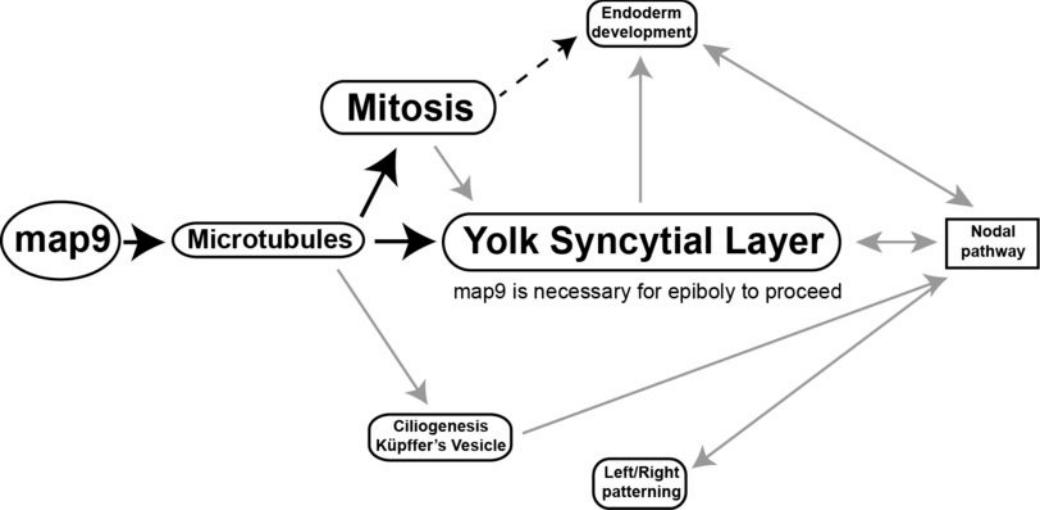 Endoderm
development
Mitosis
map9
Microtubules
Yolk Syncytial Layer
Nodal
pathway
map9 is necessary for epiboly to proceed
Ciliogenesis
Küpffer's Vesicle
Left/Right
patterning